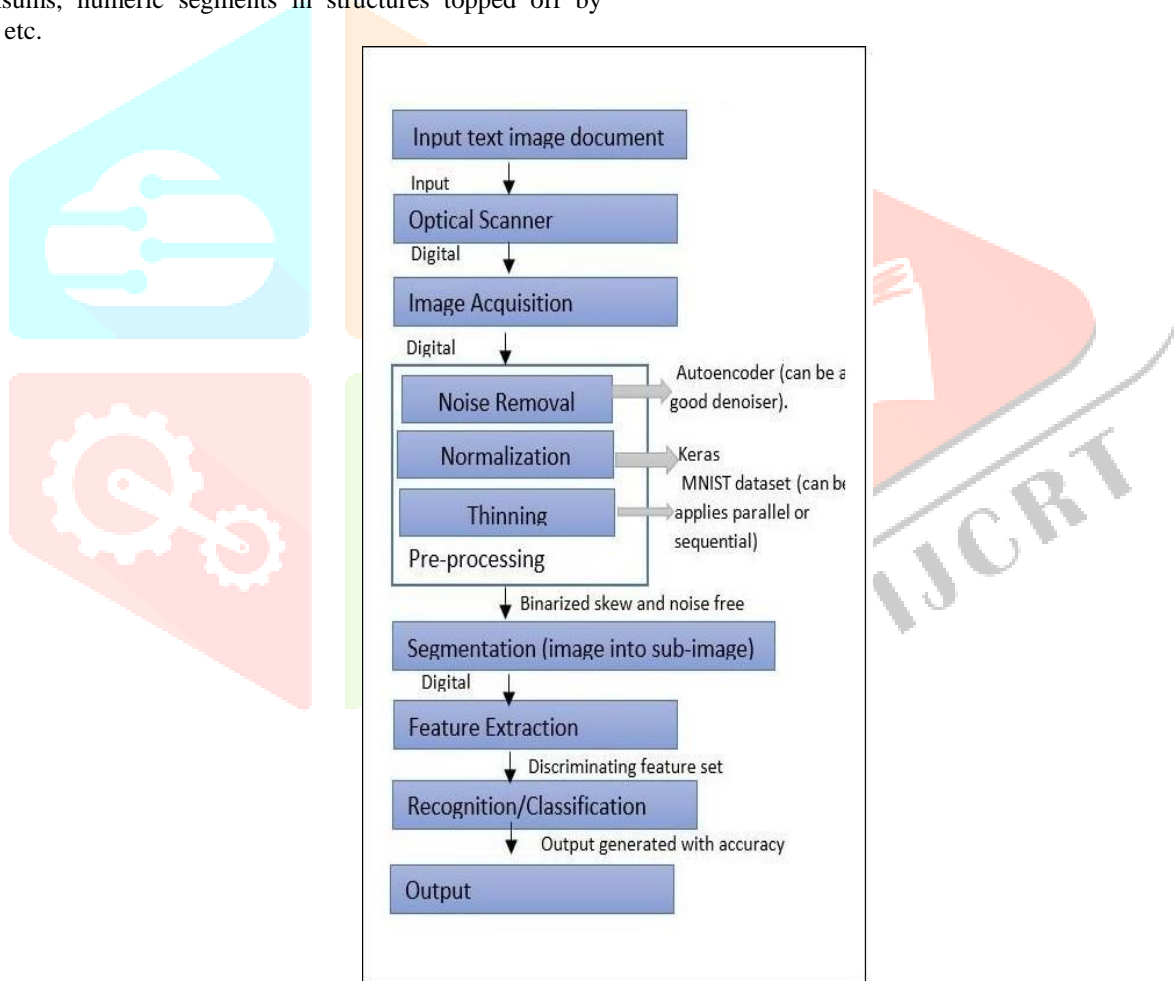 numeric segments in structures topped off by
etc.
Input text image document
Input
Optical Scanner
Digital
Image Acquisition
Digital
Noise Removal
Autoencoder (can be a
good denoiser).
Normalization
Keras
MNIST dataset (can be
Thinning
applies parallel or
sequential)
Pre-processing
Binarized skew and noise free
Segmentation (image into sub-image)
Digital
Feature Extraction
Discriminating feature set
Recognition/Classification
Output generated with accuracy
Output
IJCRT